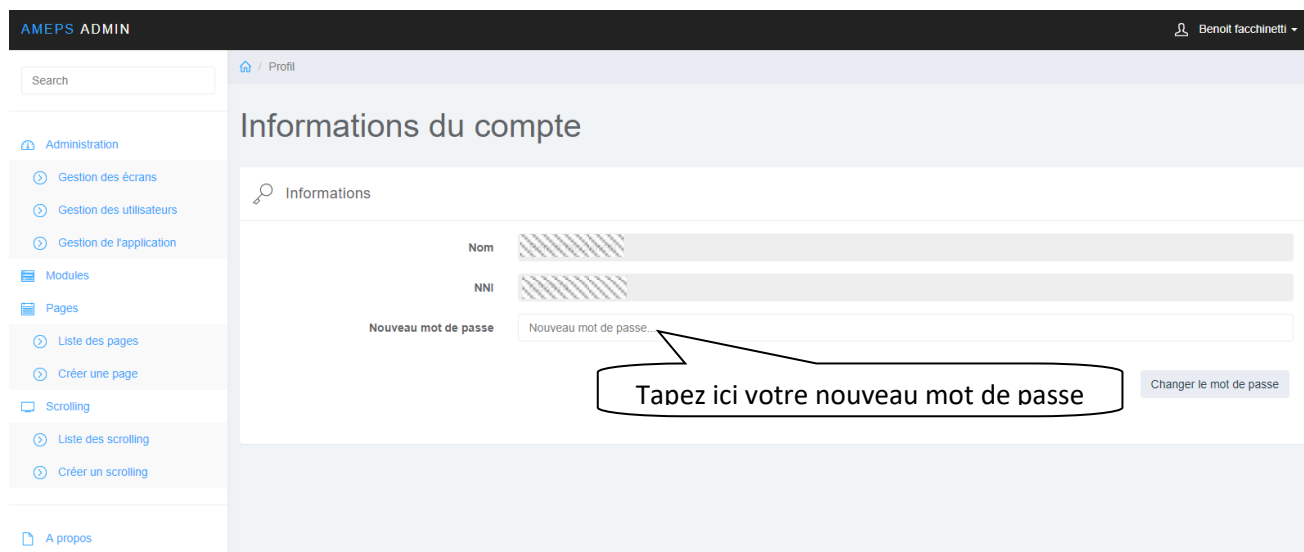 AMEPS ADMIN
Benoit facchinetti
Search
/ Profil
Administration
Gestion des écrans
Gestion des utilisateurs
Gestion de l'application
Modules
Pages
Liste des pages
Créer une page
Scrolling
Liste des scrolling
Créer un scrolling
A propos
Informations du compte
Informations
Nom
NNI
Nouveau mot de passe
Nouveau mot de passe...
Tapez ici votre nouveau mot de passe
Changer le mot de passe